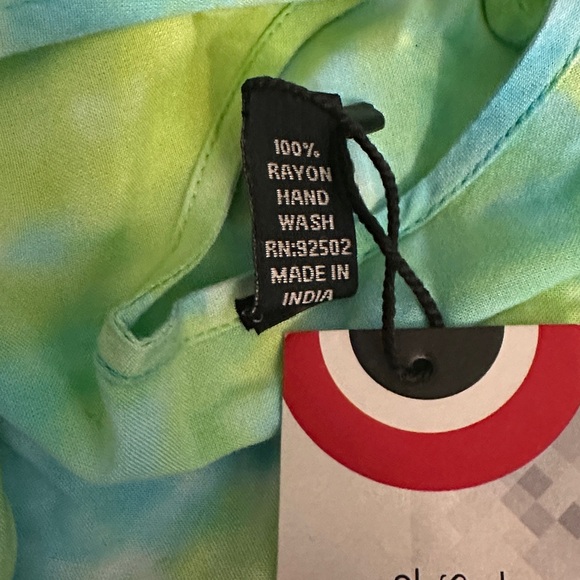 100%
RAYON
HAND
WASH
RN:92502
MADE IN
INDIA